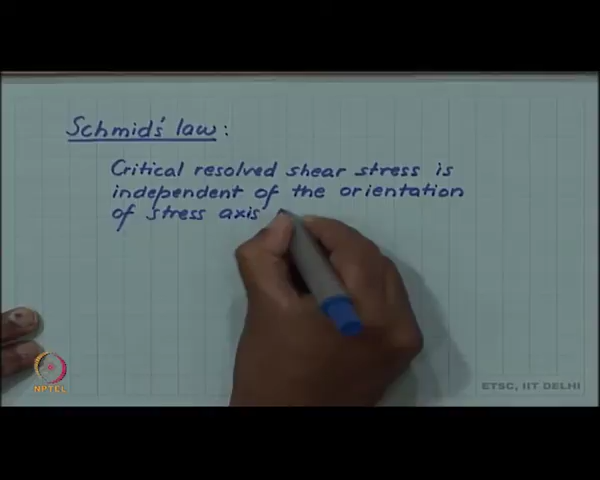 Schmid's law:
Critical resolved shear stress is
independent of the orientation
of stress axis
NPTEL
ETSC, IIT DELHI